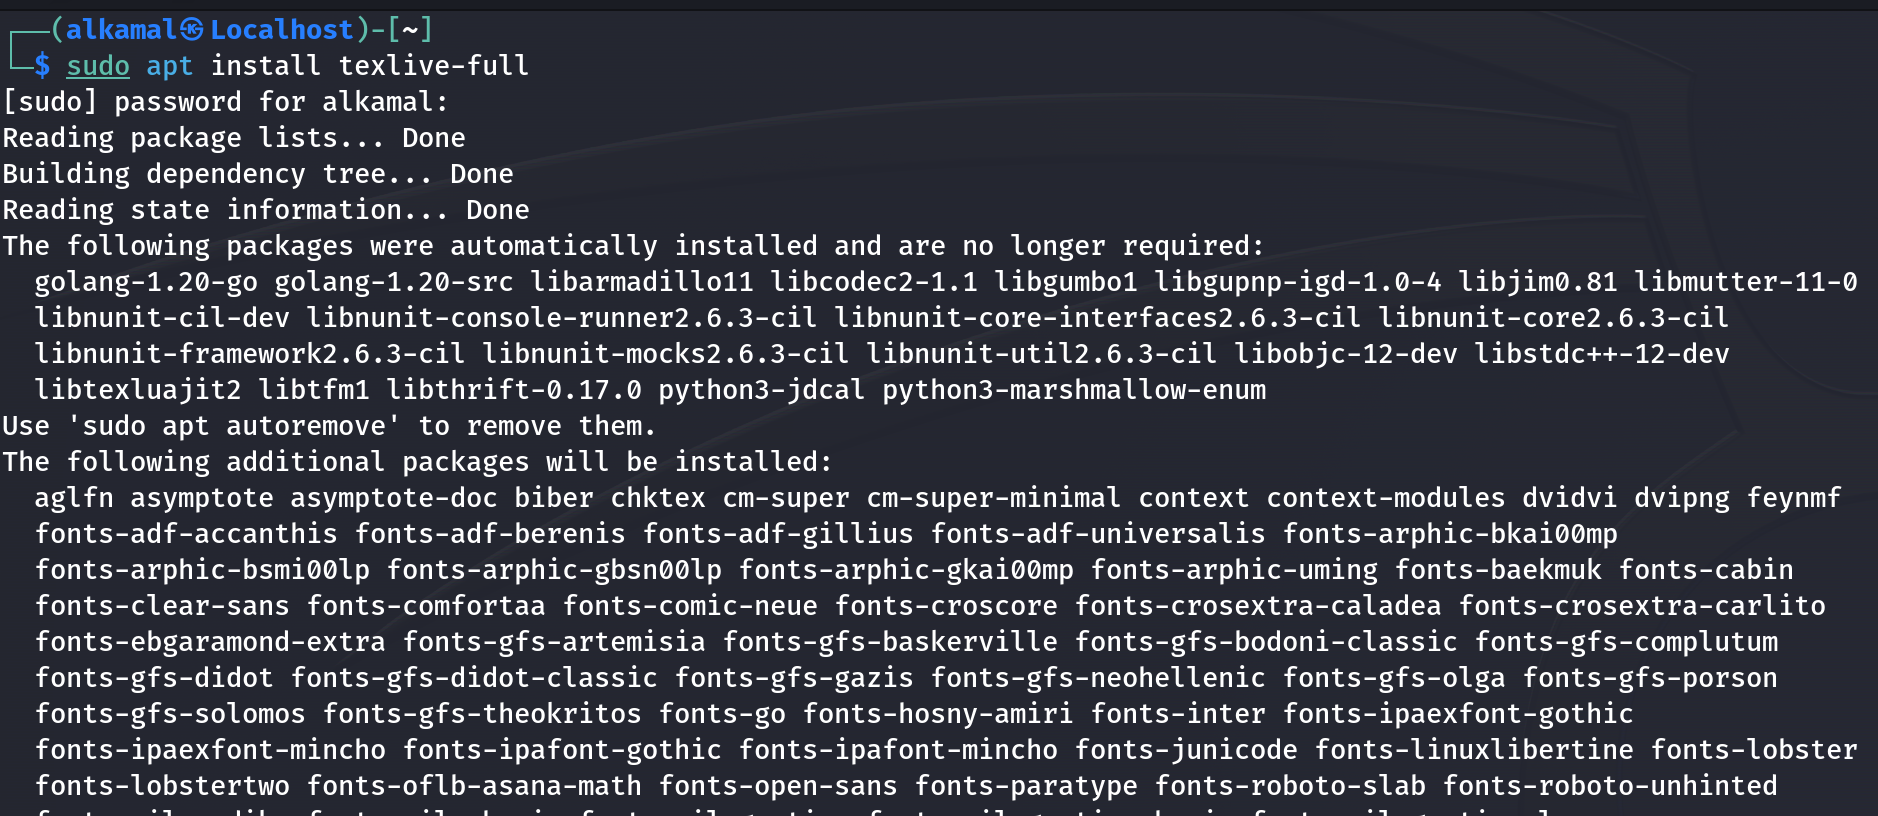 ┌──(alkamal㉿Localhost)-[~]
└─$ sudo apt install texlive-full
[sudo] password for alkamal:
Reading package lists... Done
Building dependency tree... Done
Reading state information... Done
The following packages were automatically installed and are no longer required:
  golang-1.20-go golang-1.20-src libarmadillo11 libcodec2-1.1 libgumbo1 libgupnp-igd-1.0-4 libjim0.81 libmutter-11-0
  libnunit-cil-dev libnunit-console-runner2.6.3-cil libnunit-core-interfaces2.6.3-cil libnunit-core2.6.3-cil
  libnunit-framework2.6.3-cil libnunit-mocks2.6.3-cil libnunit-util2.6.3-cil libobjc-12-dev libstdc++-12-dev
  libtexluajit2 libtfm1 libthrift-0.17.0 python3-jdcal python3-marshmallow-enum
Use 'sudo apt autoremove' to remove them.
The following additional packages will be installed:
  aglfn asymptote asymptote-doc biber chktex cm-super cm-super-minimal context context-modules dvidvi dvipng feynmf
  fonts-adf-accanthis fonts-adf-berenis fonts-adf-gillius fonts-adf-universalis fonts-arphic-bkai00mp
  fonts-arphic-bsmi00lp fonts-arphic-gbsn00lp fonts-arphic-gkai00mp fonts-arphic-uming fonts-baekmuk fonts-cabin
  fonts-clear-sans fonts-comfortaa fonts-comic-neue fonts-croscore fonts-crosextra-caladea fonts-crosextra-carlito
  fonts-ebgaramond-extra fonts-gfs-artemisia fonts-gfs-baskerville fonts-gfs-bodoni-classic fonts-gfs-complutum
  fonts-gfs-didot fonts-gfs-didot-classic fonts-gfs-gazis fonts-gfs-neohellenic fonts-gfs-olga fonts-gfs-porson
  fonts-gfs-solomos fonts-gfs-theokritos fonts-go fonts-hosny-amiri fonts-inter fonts-ipaexfont-gothic
  fonts-ipaexfont-mincho fonts-ipafont-gothic fonts-ipafont-mincho fonts-junicode fonts-linuxlibertine fonts-lobster
  fonts-lobstertwo fonts-oflb-asana-math fonts-open-sans fonts-paratype fonts-roboto-slab fonts-roboto-unhinted